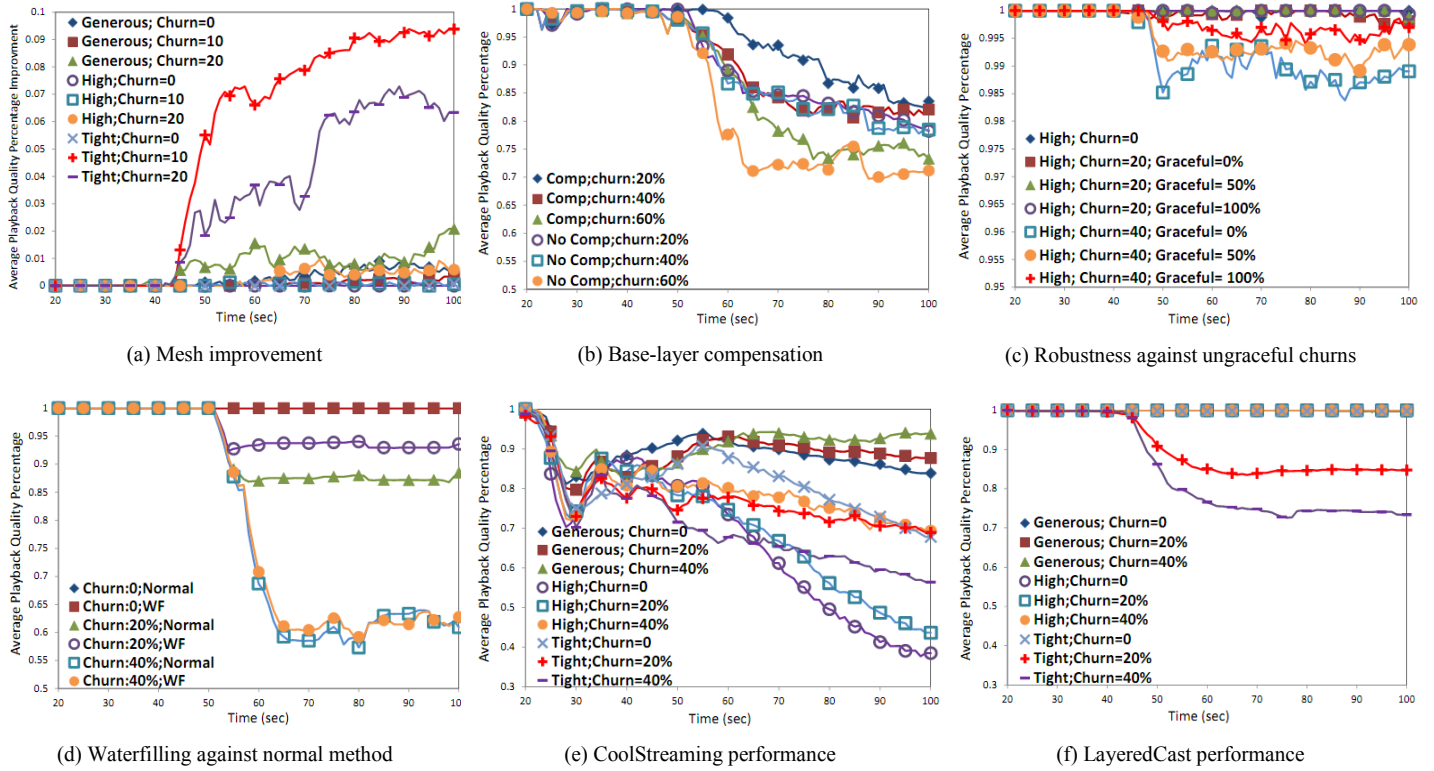 Average Playback Quality Percentage Improvment
0.1
0.09
0.08
0.07
0.06
0.05
0.04
0.03
0.02
0.01
0
20 30 40 50 60 70 80 90 100
Time (sec)
Generous; Churn=0
Generous; Churn=10
Generous; Churn=20
High;Churn=0
High;Churn=10
High;Churn=20
Tight;Churn=0
Tight;Churn=10
Tight;Churn=20
(a) Mesh improvement
Average Playback Quality Percentage
1
0.95
0.9
0.85
0.8
0.75
0.7
0.65
0.6
0.55
0.5
20 30 40 50 60 70 80 90 100
Time (sec)
Comp;churn:20%
Comp;churn:40%
Comp;churn:60%
No Comp;churn:20%
No Comp;churn:40%
No Comp;churn:60%
(b) Base-layer compensation
Average Playback Quality Percentage
1
0.995
0.99
0.985
0.98
0.975
0.97
0.965
0.96
0.955
0.95
20 30 40 50 60 70 80 90 100
Time (sec)
High; Churn=0
High; Churn=20; Graceful=0%
High; Churn=20; Graceful= 50%
High; Churn=20; Graceful=100%
High; Churn=40; Graceful= 0%
High; Churn=40; Graceful= 50%
High; Churn=40; Graceful= 100%
(c) Robustness against ungraceful churns
Average Playback Quality Percentage
1
0.95
0.9
0.85
0.8
0.75
0.7
0.65
0.6
0.55
0.5
20 30 40 50 60 70 80 90 10
Time (sec)
Churn:0;Normal
Churn:0;WF
Churn:20%;Normal
Churn:20%;WF
Churn:40%;Normal
Churn:40%;WF
(d) Waterfilling against normal method
Average Playback Quality Percentage
1
0.9
0.8
0.7
0.6
0.5
0.4
0.3
20 30 40 50 60 70 80 90 100
Time (sec)
Generous; Churn=0
Generous; Churn=20%
Generous; Churn=40%
High;Churn=0
High;Churn=20%
High;Churn=40%
Tight;Churn=0
Tight;Churn=20%
Tight;Churn=40%
(e) CoolStreaming performance
Average Playback Quality Percentage
1
0.9
0.8
0.7
0.6
0.5
0.4
0.3
20 30 40 50 60 70 80 90 100
Time (sec)
Generous; Churn=0
Generous; Churn=20%
Generous; Churn=40%
High;Churn=0
High;Churn=20%
High;Churn=40%
Tight;Churn=0
Tight;Churn=20%
Tight;Churn=40%
(f) LayeredCast performance